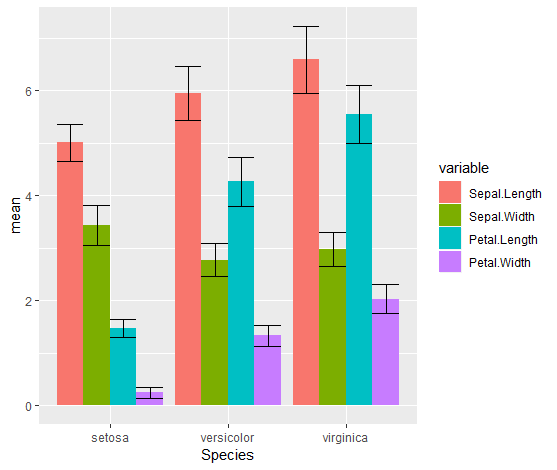 mean
6
4
2
0
setosa
versicolor
virginica
Species
variable
Sepal.Length
Sepal.Width
Petal.Length
Petal.Width